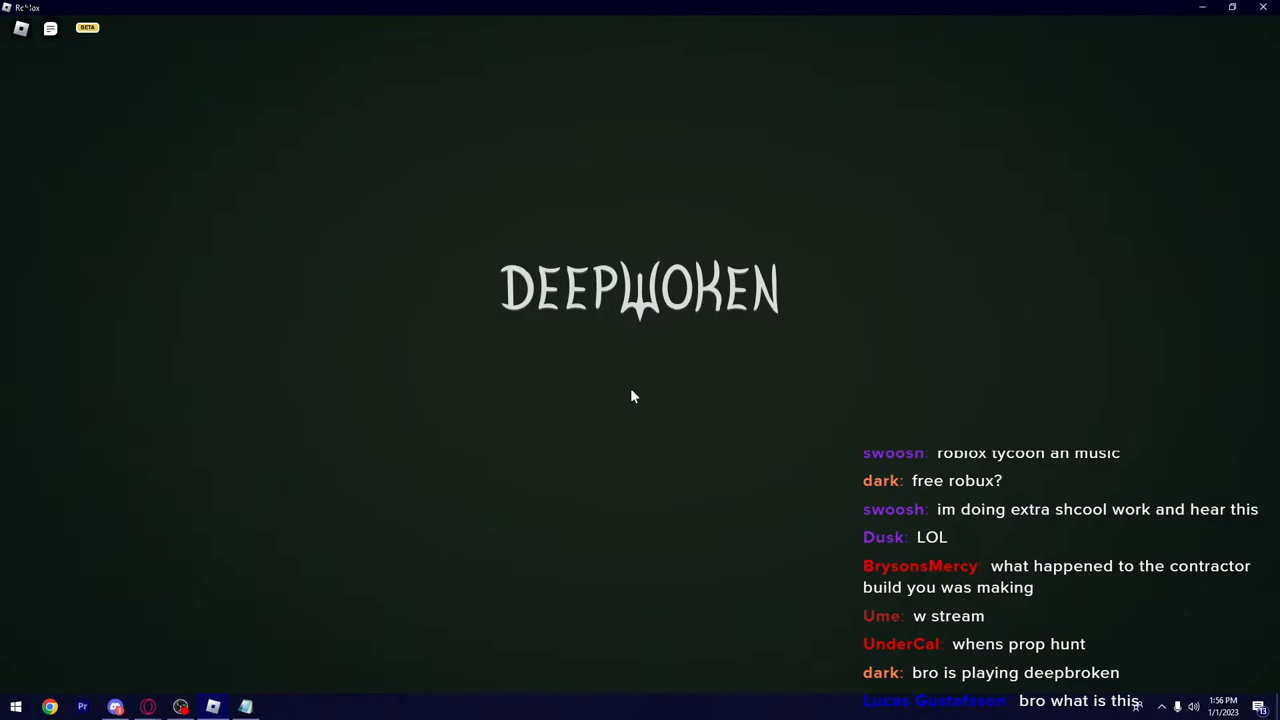 Roblox
BETA
DEEPWOKEN
swoosh: roblox tycoon an music
dark: free robux?
swoosh: im doing extra shcool work and hear this
Dusk: LOL
BrysonsMercy: what happened to the contractor
build you was making
Ume: w stream
UnderCal: whens prop hunt
dark: bro is playing deepbroken
Lucas Gustafsson bro what is this
Pr
1:56 PM
1/1/2023
13